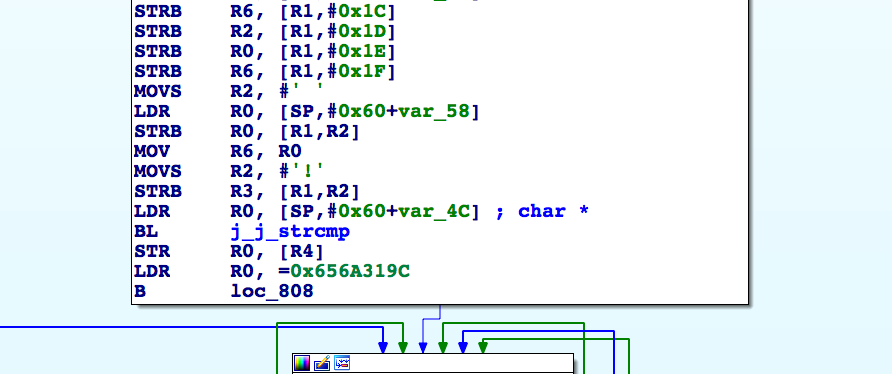 STRB R6, [R1,#0x1C]
STRB R2, [R1,#0x1D]
STRB R0, [R1,#0x1E]
STRB R6, [R1,#0x1F]
MOVS R2, #' '
LDR R0, [SP,#0x60+var_58]
STRB R0, [R1,R2]
MOV R6, R0
MOVS R2, #'!'
STRB R3, [R1,R2]
LDR R0, [SP,#0x60+var_4C] ; char *
BL j_j_strcmp
STR R0, [R4]
LDR R0, =0x656A319C
B loc_808